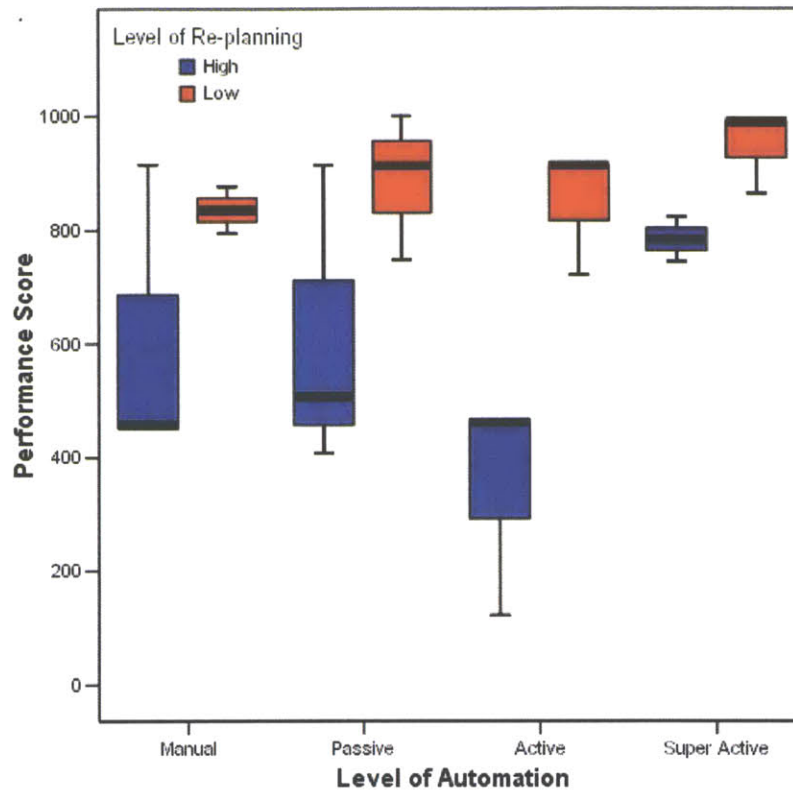 Level of Re-planning
High
Low
1000
800
600
400
200
0
Performance Score
Manual Passive Active Super Active
Level of Automation